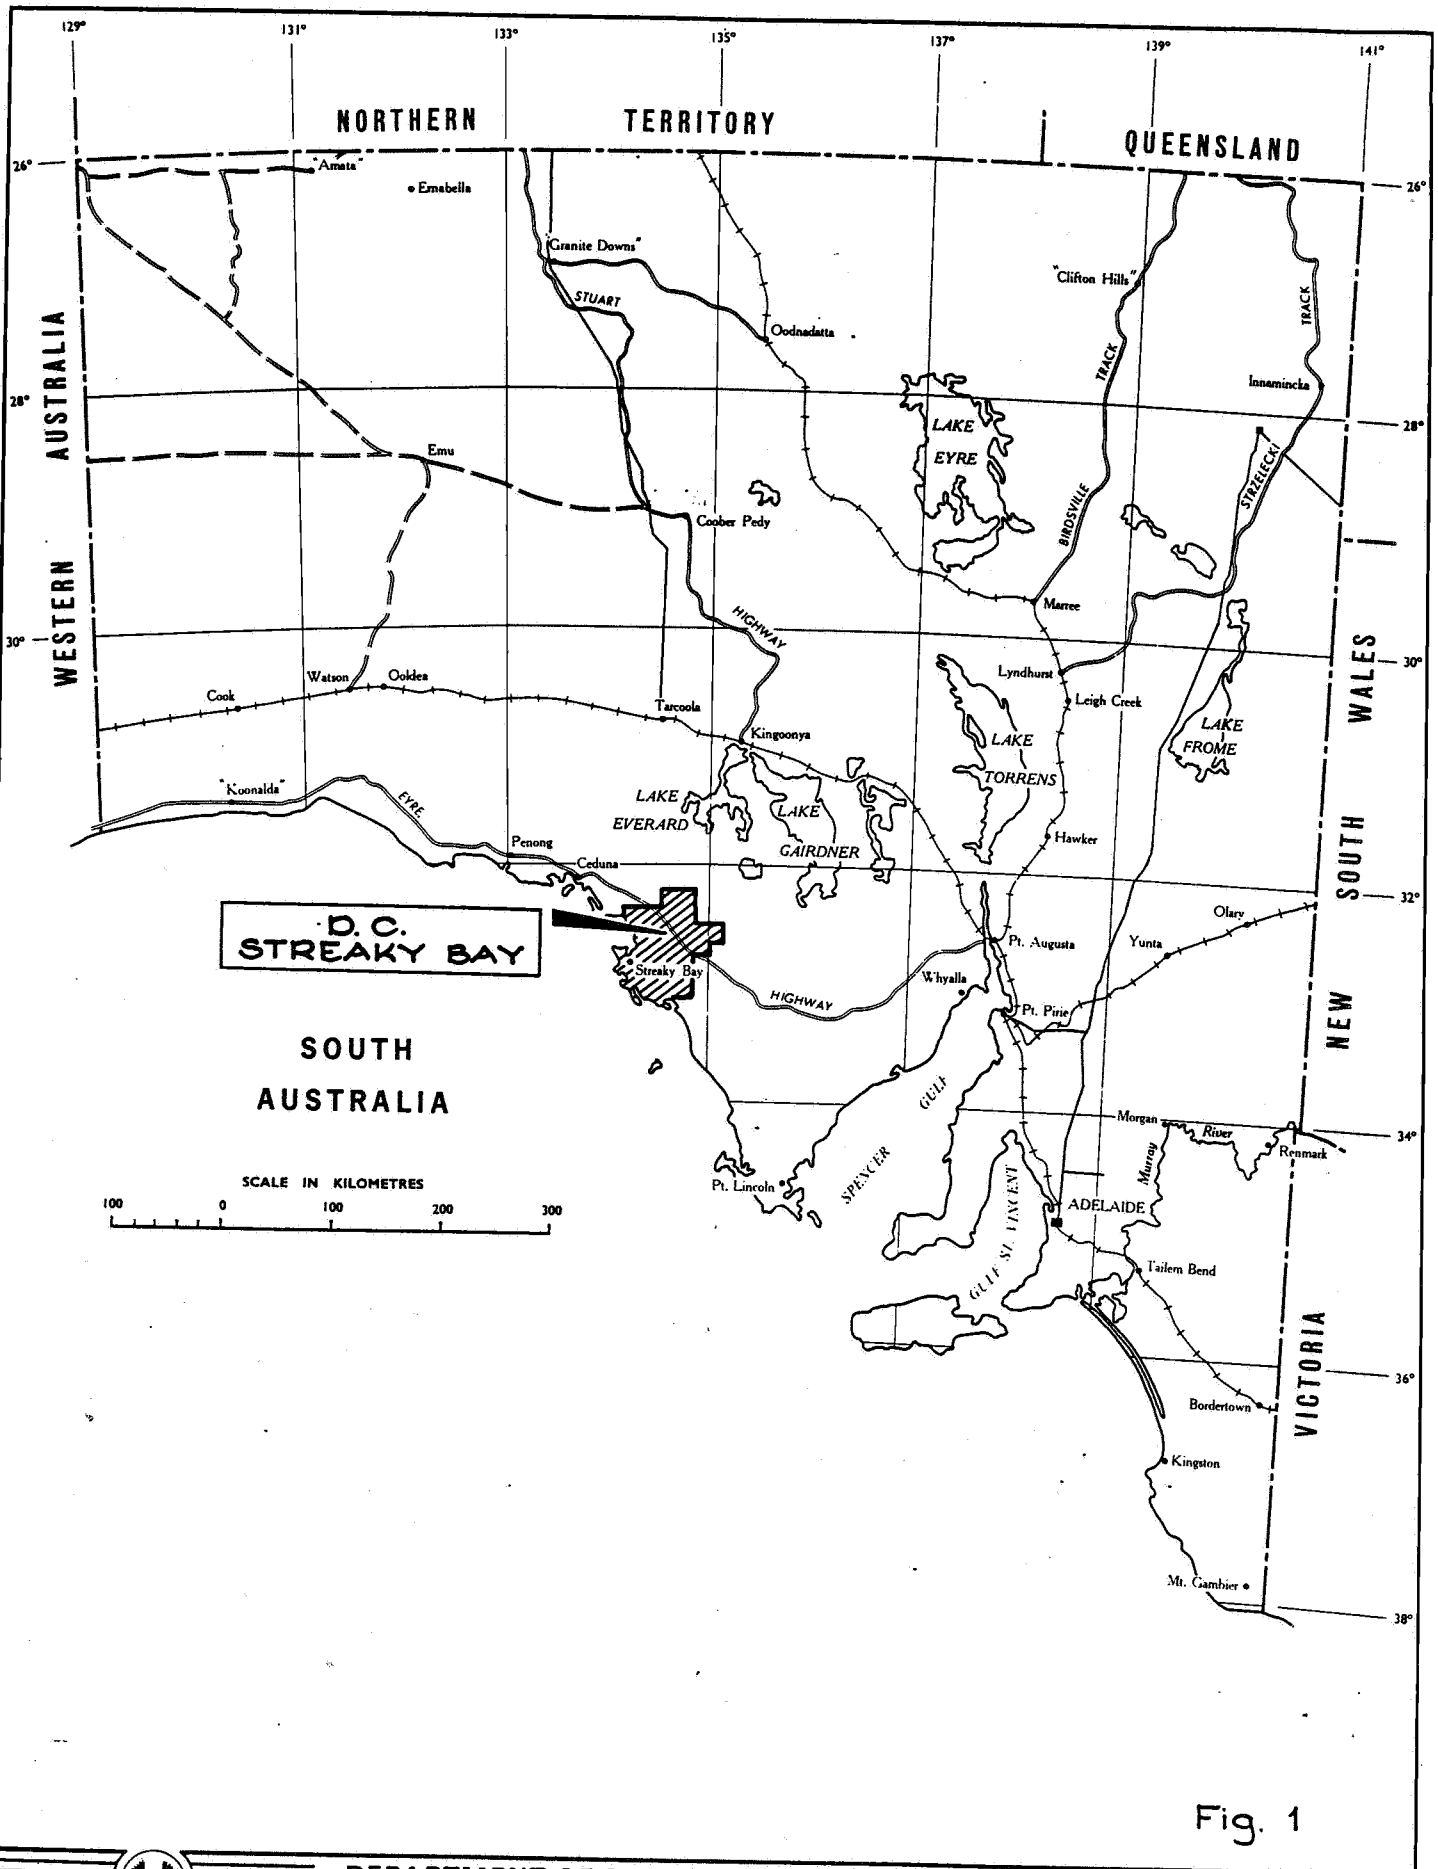 129° 131° 133° 135° 137° 139° 141°
NORTHERN TERRITORY
QUEENSLAND
26°
26°
"Amata"
Ernabella
"Granite Downs"
"Clifton Hills"
STUART
TRACK
Oodnadatta
TRACK
Innamincka
28°
28°
WESTERN AUSTRALIA
LAKE
EYRE
Emu
STRZELECKI
BIRDSVILLE
Coober Pedy
Marree
HIGHWAY
30°
30°
Lyndhurst
Watson
Ooldea
Cook
Leigh Creek
Tarcoola
LAKE
FROME
Kingoonya
LAKE
TORRENS
"Koonalda"
EYRE
LAKE
EVERARD
LAKE
GAIRDNER
Hawker
Penong
Ceduna
32°
NEW SOUTH WALES
D. C.
STREAKY BAY
Olary
Yunta
Pt. Augusta
Streaky Bay
Whyalla
HIGHWAY
Pt. Pirie
SOUTH
AUSTRALIA
SPENCER GULF
Morgan
River
Murray
34°
Renmark
SCALE IN KILOMETRES
100 0 100 200 300
Pt. Lincoln
GULF ST. VINCENT
ADELAIDE
Tailem Bend
VICTORIA
36°
Bordertown
Kingston
Mt. Gambier
38°
Fig. 1